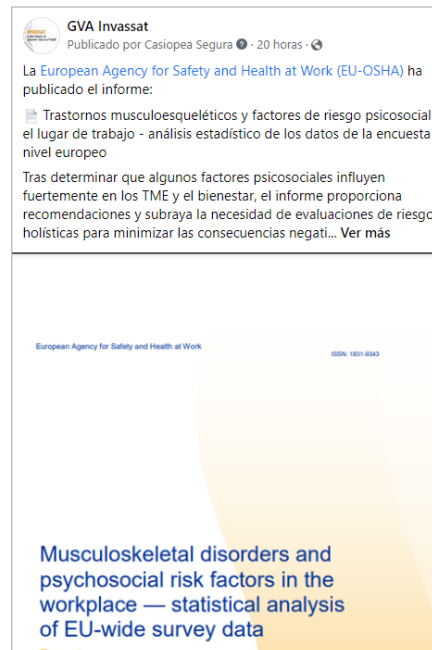 GVA Invassat
Publicado por Casiopea Segura · 20 horas ·
La European Agency for Safety and Health at Work (EU-OSHA) ha
publicado el informe:
Trastornos musculoesqueléticos y factores de riesgo psicosocial
el lugar de trabajo - análisis estadístico de los datos de la encuesta
nivel europeo
Tras determinar que algunos factores psicosociales influyen
fuertemente en los TME y el bienestar, el informe proporciona
recomendaciones y subraya la necesidad de evaluaciones de riesgo
holísticas para minimizar las consecuencias negati... Ver más
European Agency for Safety and Health at Work
ISSN: 1831-9343
Musculoskeletal disorders and
psychosocial risk factors in the
workplace — statistical analysis
of EU-wide survey data